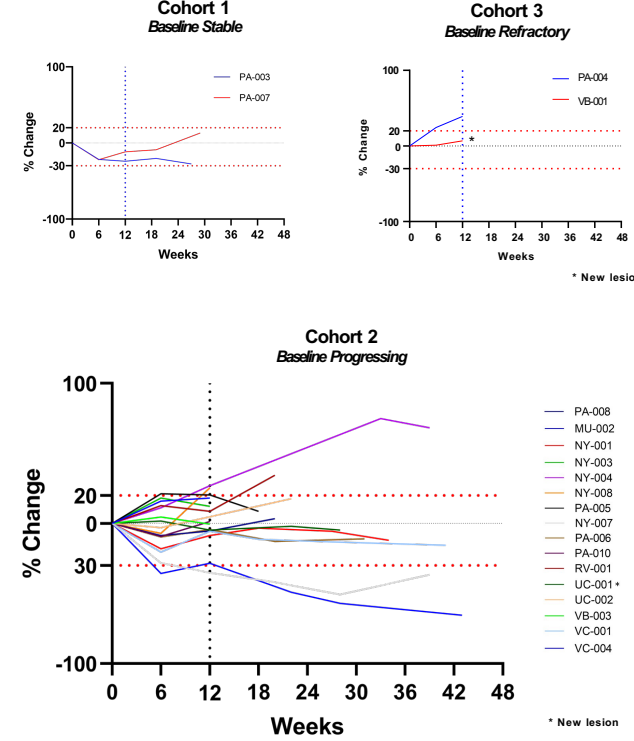 Cohort 1
Baseline Stable
100
20
0
-30
-100
% Change
0 6 12 18 24 30 36 42 48
Weeks
PA-003
PA-007
Cohort 3
Baseline Refractory
100
20
0
-30
-100
% Change
0 6 12 18 24 30 36 42 48
Weeks
PA-004
VB-001
*
* New lesio
Cohort 2
Baseline Progressing
100
20
0
30
-100
% Change
0 6 12 18 24 30 36 42 48
Weeks
PA-008
MU-002
NY-001
NY-003
NY-004
NY-008
PA-005
NY-007
PA-006
PA-010
RV-001
UC-001 *
UC-002
VB-003
VC-001
VC-004
* New lesion